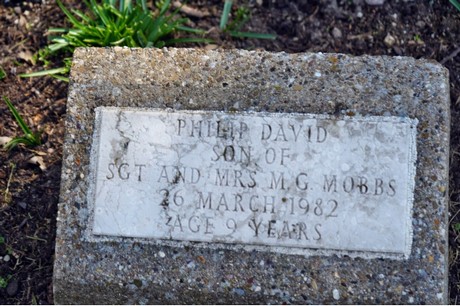 PHILIP DAVID
SON OF
SGT AND MRS M.G. MOBBS
26 MARCH 1982
AGE 9 YEARS